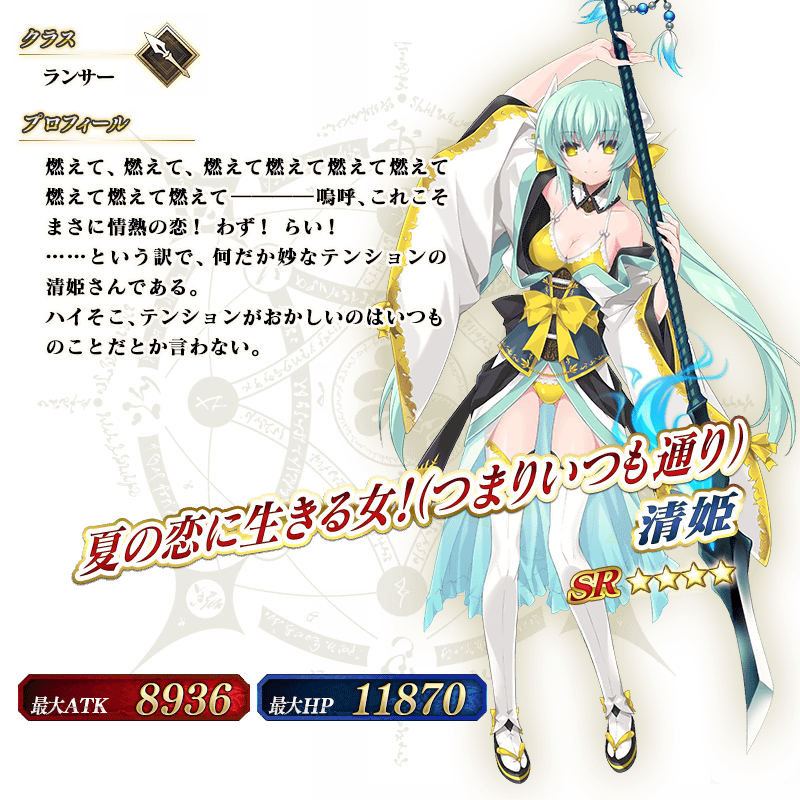 クラス
ランサー
プロフィール
燃えて、燃えて、燃えて燃えて燃えて燃えて
燃えて燃えて燃えて――――嗚呼、これこそ
まさに情熱の恋！ わず！ らい！
……という訳で、何だか妙なテンションの
清姫さんである。
ハイそこ、テンションがおかしいのはいつも
のことだとか言わない。
夏の恋に生きる女！(つまりいつも通り)
清姫
SR ★★★★
最大ATK 8936
最大HP 11870